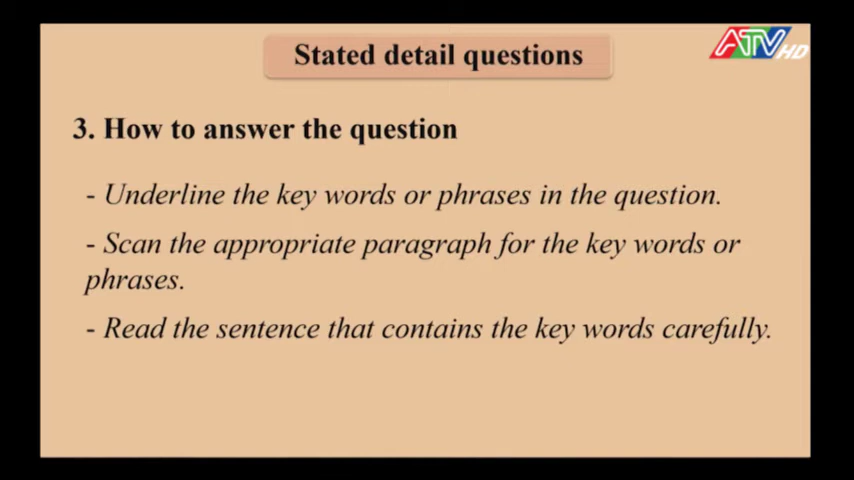 Stated detail questions
ATV HD
3. How to answer the question
- Underline the key words or phrases in the question.
- Scan the appropriate paragraph for the key words or
phrases.
- Read the sentence that contains the key words carefully.